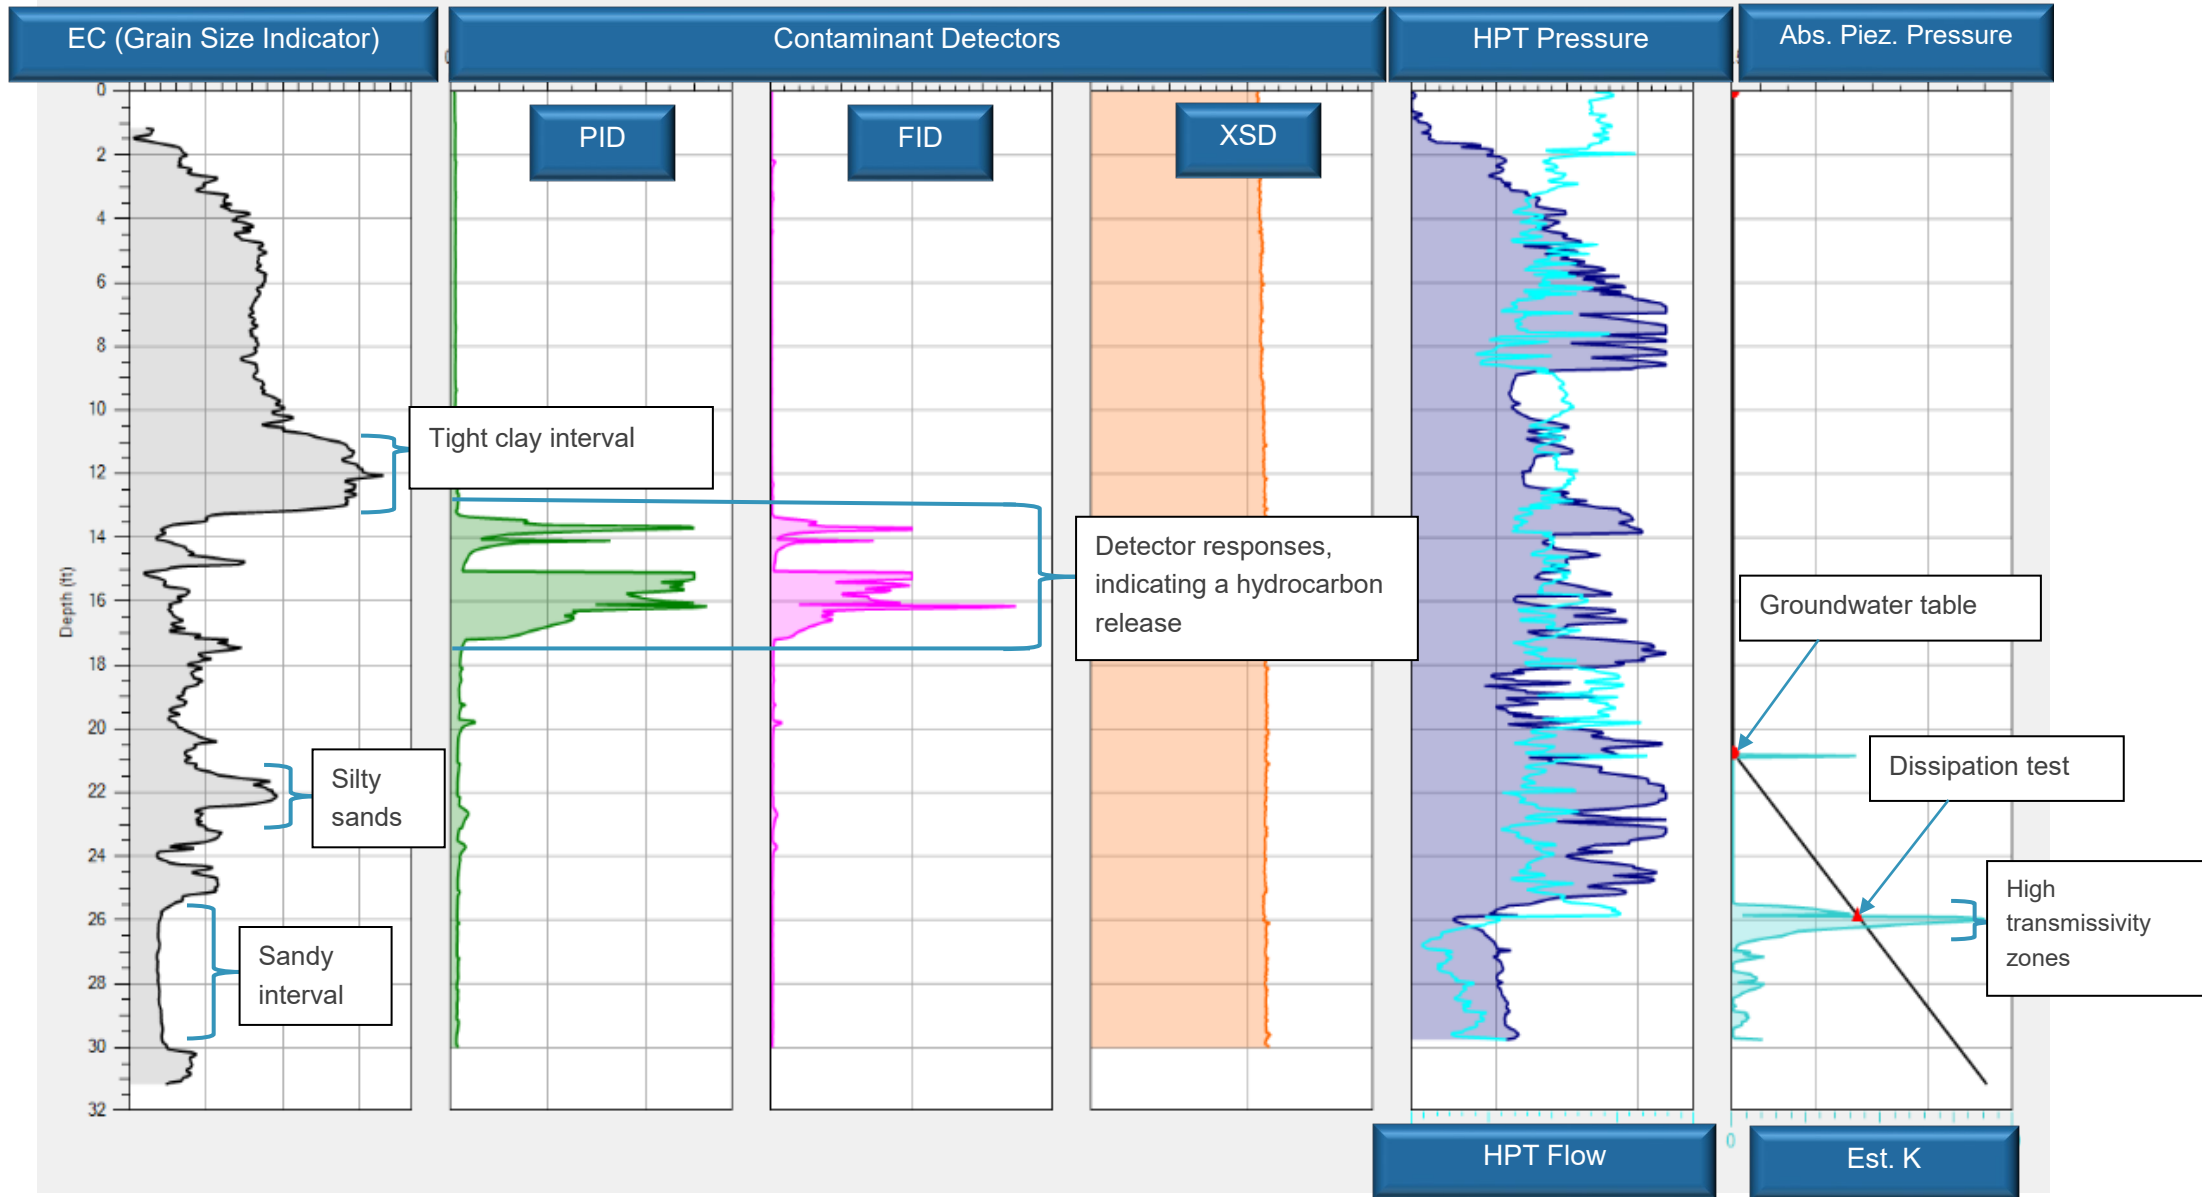 EC (Grain Size Indicator)
Contaminant Detectors
HPT Pressure
Abs. Piez. Pressure
PID
FID
XSD
0
2
4
6
8
10
12
14
16
18
20
22
24
26
28
30
32
Depth (ft)
Tight clay interval
Detector responses,
indicating a hydrocarbon
release
Groundwater table
Dissipation test
Silty
sands
High
transmissivity
zones
Sandy
interval
0
HPT Flow
Est. K